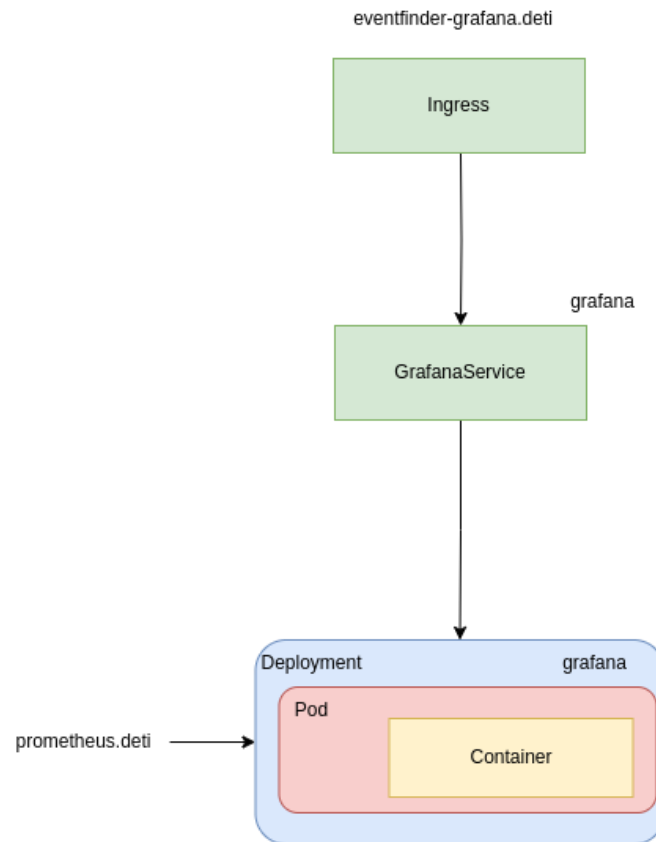 eventfinder-grafana.deti
Ingress
grafana
GrafanaService
Deployment
grafana
Pod
prometheus.deti
Container